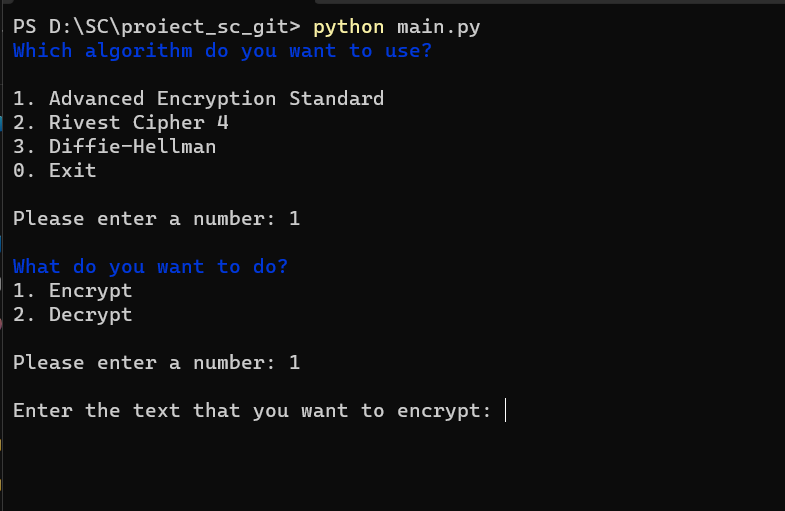 PS D:\SC\proiect_sc_git> python main.py
Which algorithm do you want to use?
1. Advanced Encryption Standard
2. Rivest Cipher 4
3. Diffie-Hellman
0. Exit
Please enter a number: 1
What do you want to do?
1. Encrypt
2. Decrypt
Please enter a number: 1
Enter the text that you want to encrypt: